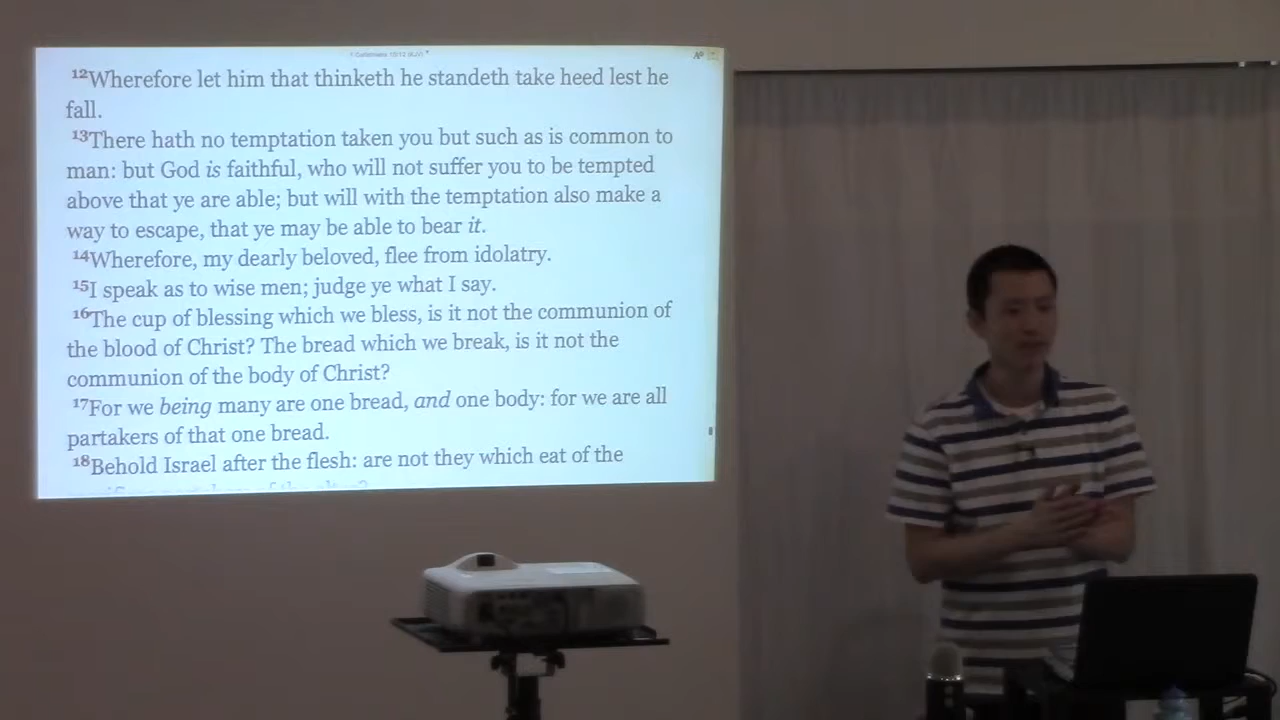 1 Corinthians 10:12 (KJV)
¹²Wherefore let him that thinketh he standeth take heed lest he
fall.
¹³There hath no temptation taken you but such as is common to
man: but God is faithful, who will not suffer you to be tempted
above that ye are able; but will with the temptation also make a
way to escape, that ye may be able to bear it.
¹⁴Wherefore, my dearly beloved, flee from idolatry.
¹⁵I speak as to wise men; judge ye what I say.
¹⁶The cup of blessing which we bless, is it not the communion of
the blood of Christ? The bread which we break, is it not the
communion of the body of Christ?
¹⁷For we being many are one bread, and one body: for we are all
partakers of that one bread.
¹⁸Behold Israel after the flesh: are not they which eat of the